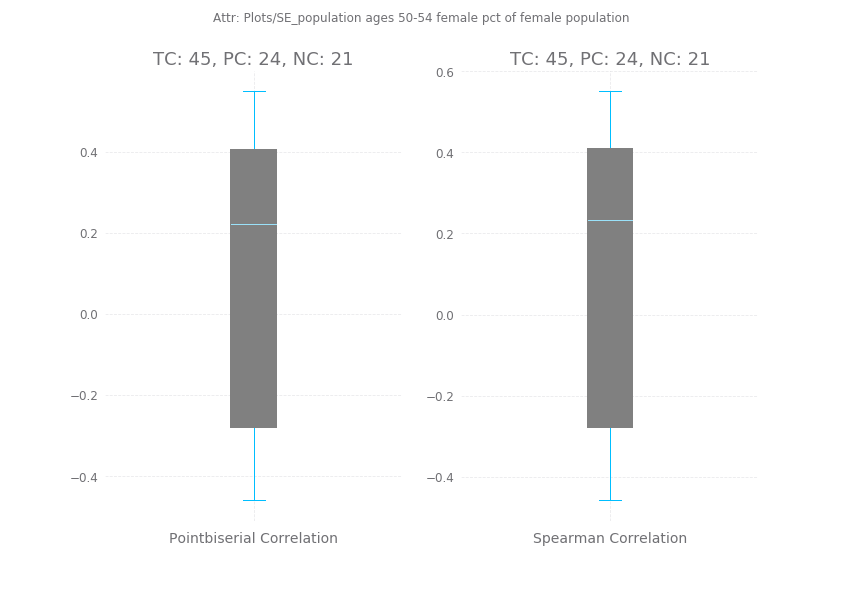 Attr: Plots/SE_population ages 50-54 female pct of female population
TC: 45, PC: 24, NC: 21
0.4
0.2
0.0
−0.2
−0.4
Pointbiserial Correlation
TC: 45, PC: 24, NC: 21
0.6
0.4
0.2
0.0
−0.2
−0.4
Spearman Correlation